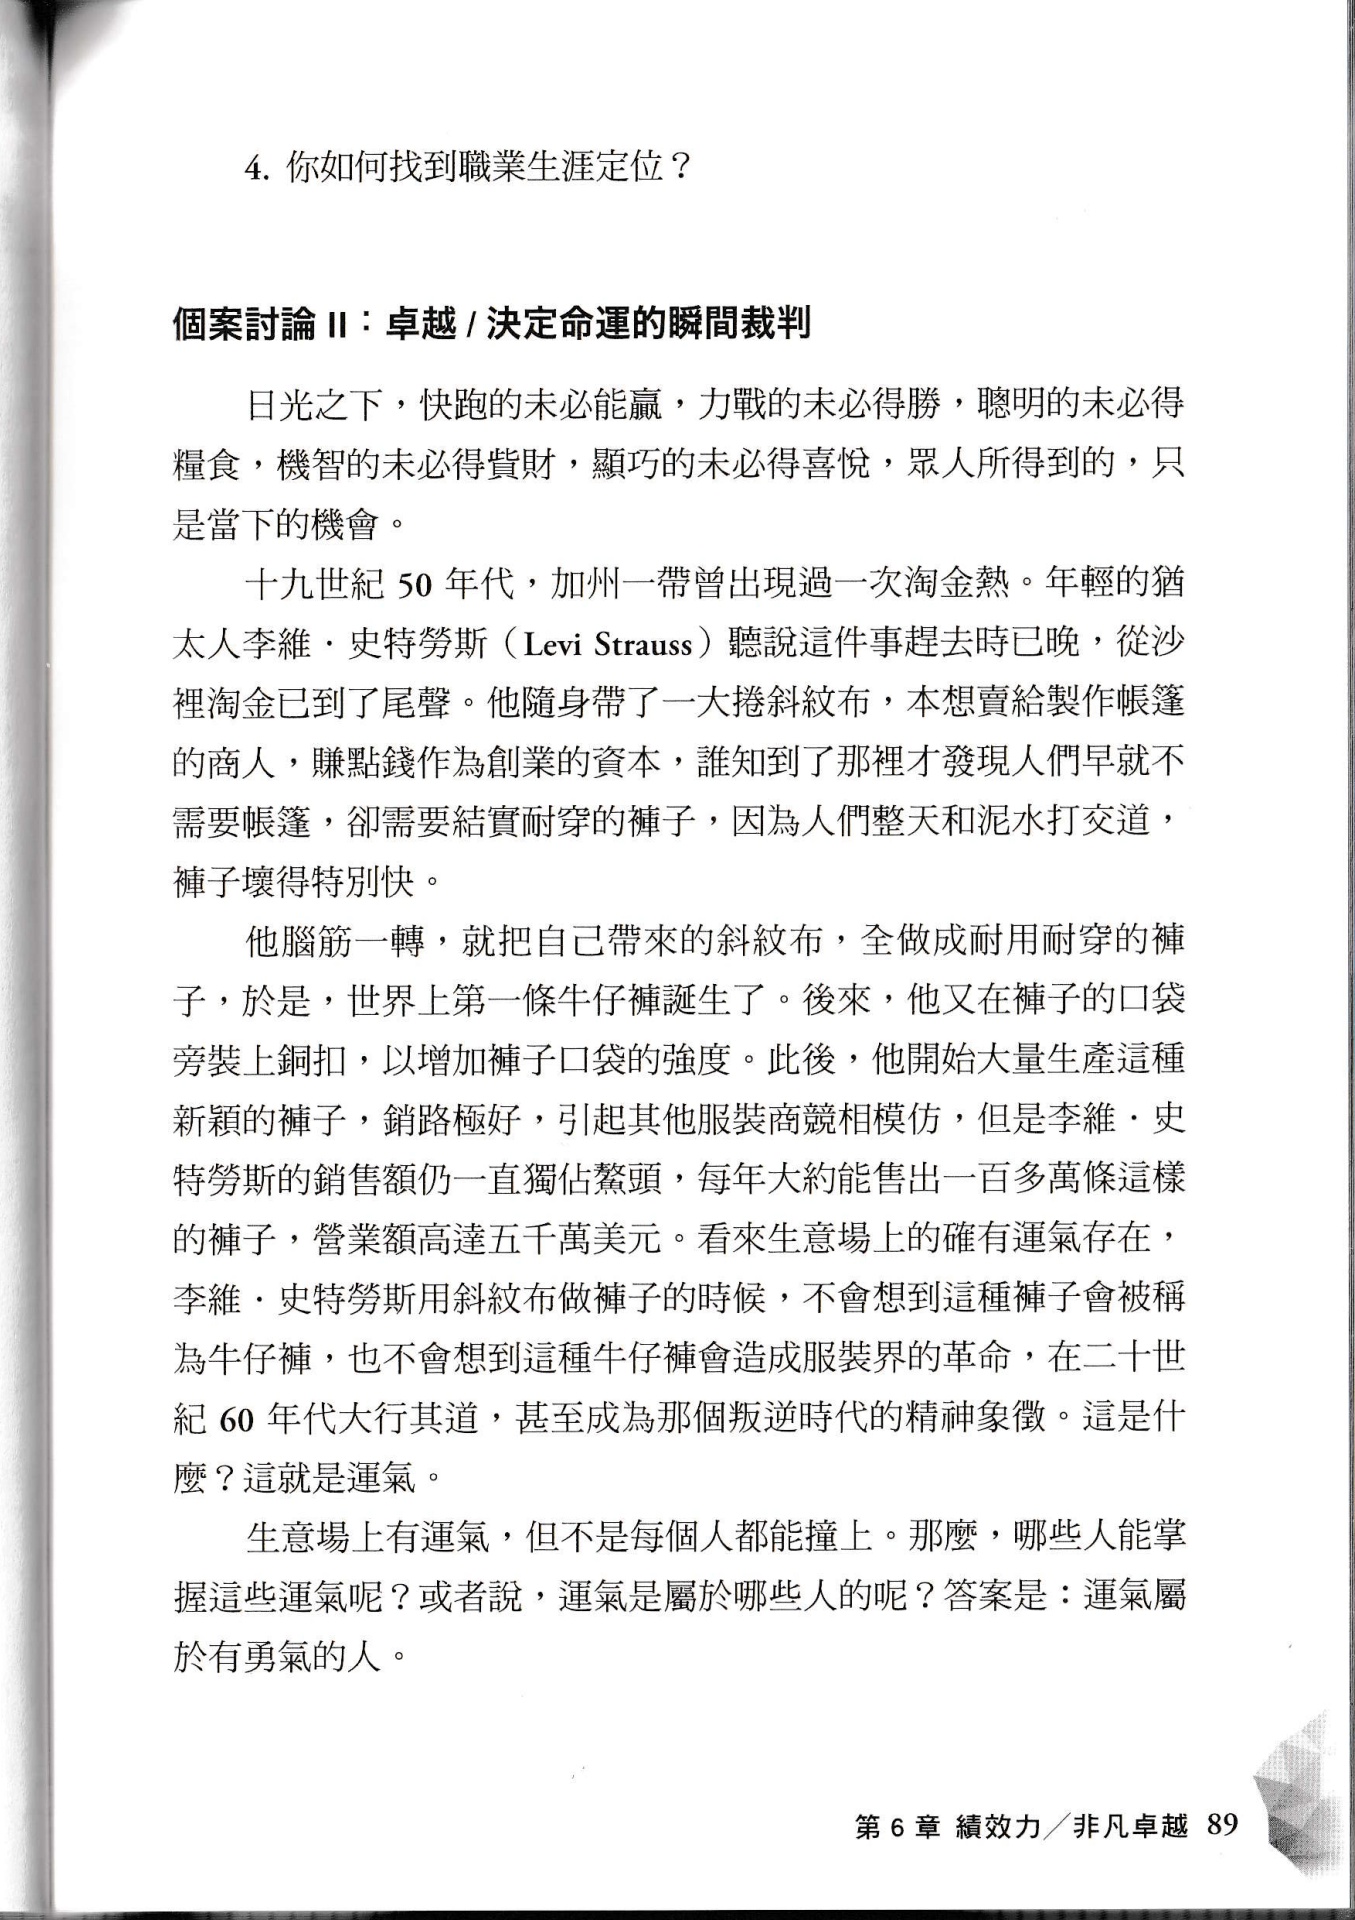 4. 你如何找到職業生涯定位？
個案討論 II：卓越 / 決定命運的瞬間裁判
日光之下，快跑的未必能贏，力戰的未必得勝，聰明的未必得
糧食，機智的未必得貲財，顯巧的未必得喜悅，眾人所得到的，只
是當下的機會。
十九世紀 50 年代，加州一帶曾出現過一次淘金熱。年輕的猶
太人李維．史特勞斯（Levi Strauss）聽說這件事趕去時已晚，從沙
裡淘金已到了尾聲。他隨身帶了一大捲斜紋布，本想賣給製作帳篷
的商人，賺點錢作為創業的資本，誰知到了那裡才發現人們早就不
需要帳篷，卻需要結實耐穿的褲子，因為人們整天和泥水打交道，
褲子壞得特別快。
他腦筋一轉，就把自己帶來的斜紋布，全做成耐用耐穿的褲
子，於是，世界上第一條牛仔褲誕生了。後來，他又在褲子的口袋
旁裝上銅扣，以增加褲子口袋的強度。此後，他開始大量生產這種
新穎的褲子，銷路極好，引起其他服裝商競相模仿，但是李維．史
特勞斯的銷售額仍一直獨佔鰲頭，每年大約能售出一百多萬條這樣
的褲子，營業額高達五千萬美元。看來生意場上的確有運氣存在，
李維．史特勞斯用斜紋布做褲子的時候，不會想到這種褲子會被稱
為牛仔褲，也不會想到這種牛仔褲會造成服裝界的革命，在二十世
紀 60 年代大行其道，甚至成為那個叛逆時代的精神象徵。這是什
麼？這就是運氣。
生意場上有運氣，但不是每個人都能撞上。那麼，哪些人能掌
握這些運氣呢？或者說，運氣是屬於哪些人的呢？答案是：運氣屬
於有勇氣的人。
第 6 章 績效力／非凡卓越 89